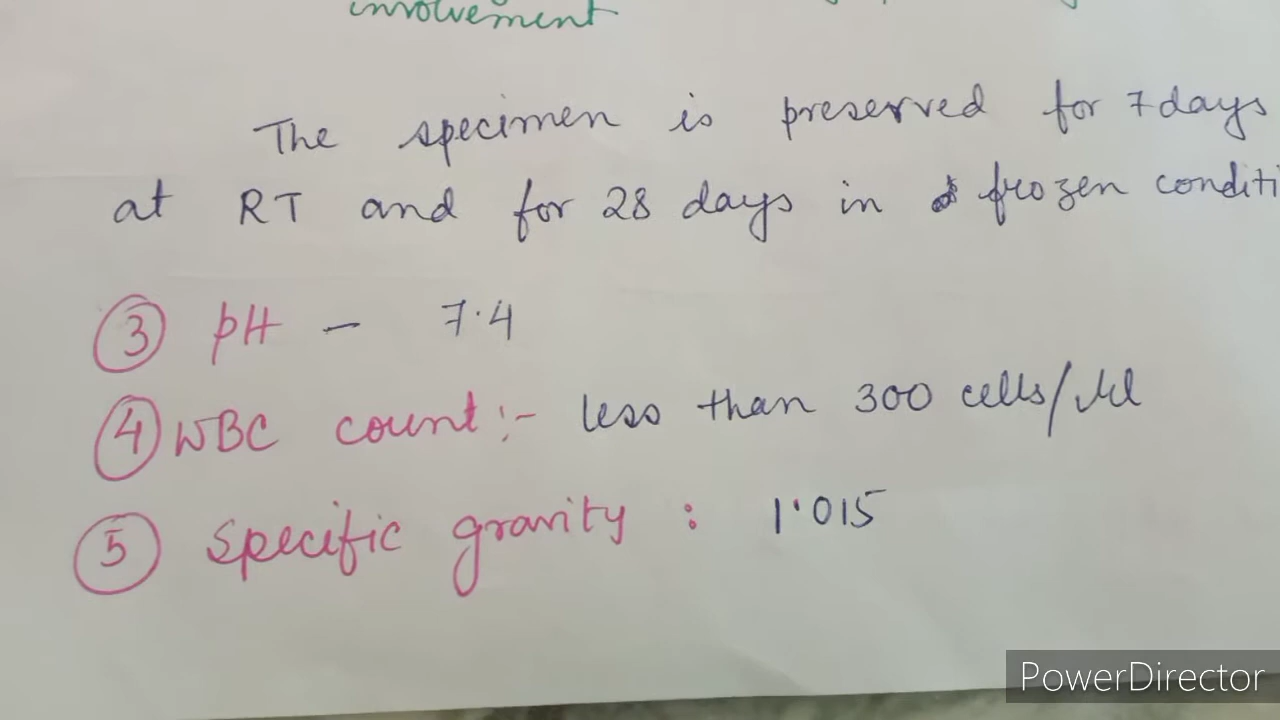 involvement
The specimen is preserved for 7 days
at RT and for 28 days in frozen conditi
③ pH - 7.4
④ WBC count :- less than 300 cells/μl
⑤ Specific gravity : 1.015
PowerDirector